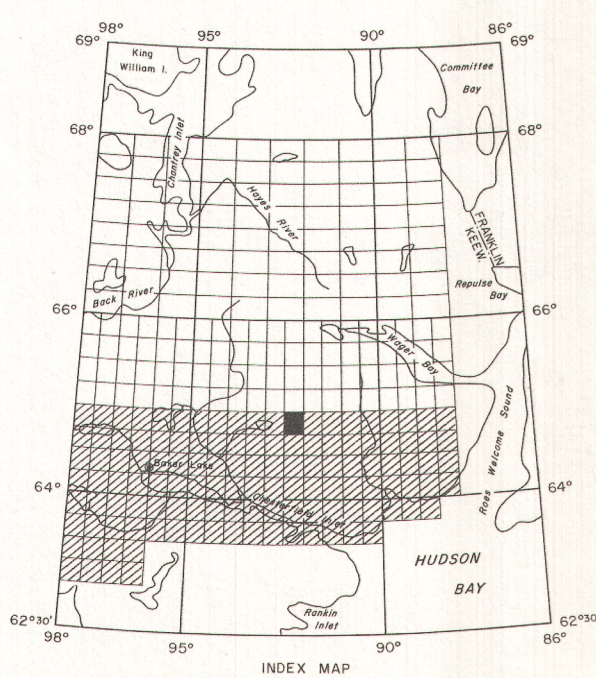 98°
95°
90°
86°
69°
69°
King
William I.
Committee
Bay
68°
68°
Chantrey Inlet
Hayes
River
FRANKLIN
KEEW.
Back River
Repulse
Bay
66°
66°
Wager Bay
Roes Welcome Sound
Baker Lake
64°
64°
Chesterfield Inlet
HUDSON
BAY
Rankin
Inlet
62°30'
62°30'
98°
95°
90°
86°
INDEX MAP